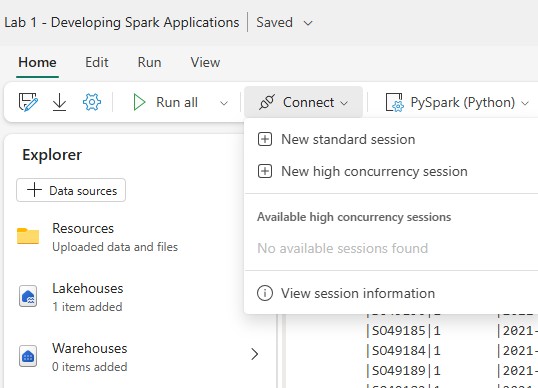 Lab 1 - Developing Spark Applications
Saved
Home Edit Run View
Run all Connect PySpark (Python)
Explorer
Data sources
Resources
Uploaded data and files
Lakehouses
1 item added
Warehouses
0 items added
New standard session
New high concurrency session
Available high concurrency sessions
No available sessions found
View session information
|SO49185|1 |2021-
|SO49184|1 |2021-
|SO49189|1 |2021-